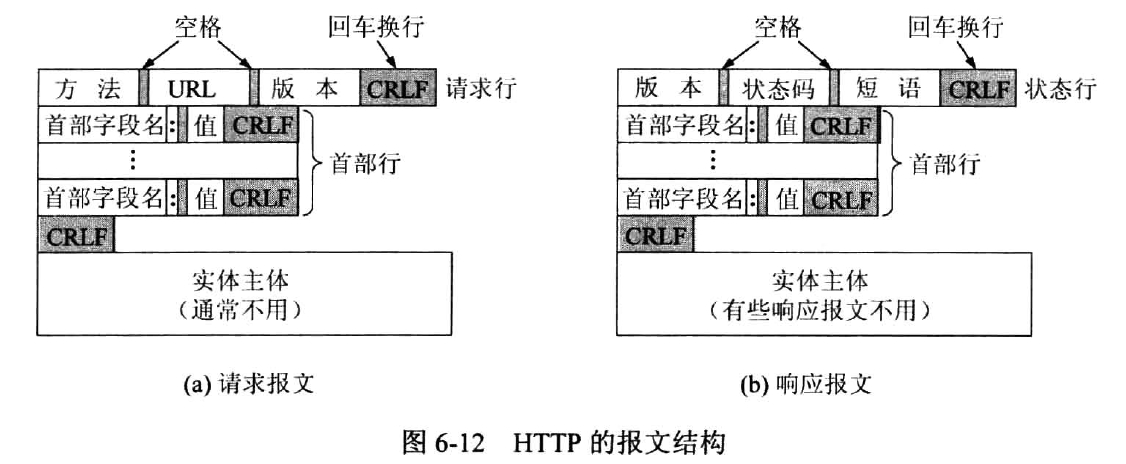 空格 回车换行
方 法 URL 版 本 CRLF 请求行
首部字段名: 值 CRLF
⋮ 首部行
首部字段名: 值 CRLF
CRLF
实体主体
(通常不用)
(a) 请求报文
空格 回车换行
版 本 状态码 短 语 CRLF 状态行
首部字段名: 值 CRLF
⋮ 首部行
首部字段名: 值 CRLF
CRLF
实体主体
(有些响应报文不用)
(b) 响应报文
图 6-12 HTTP 的报文结构